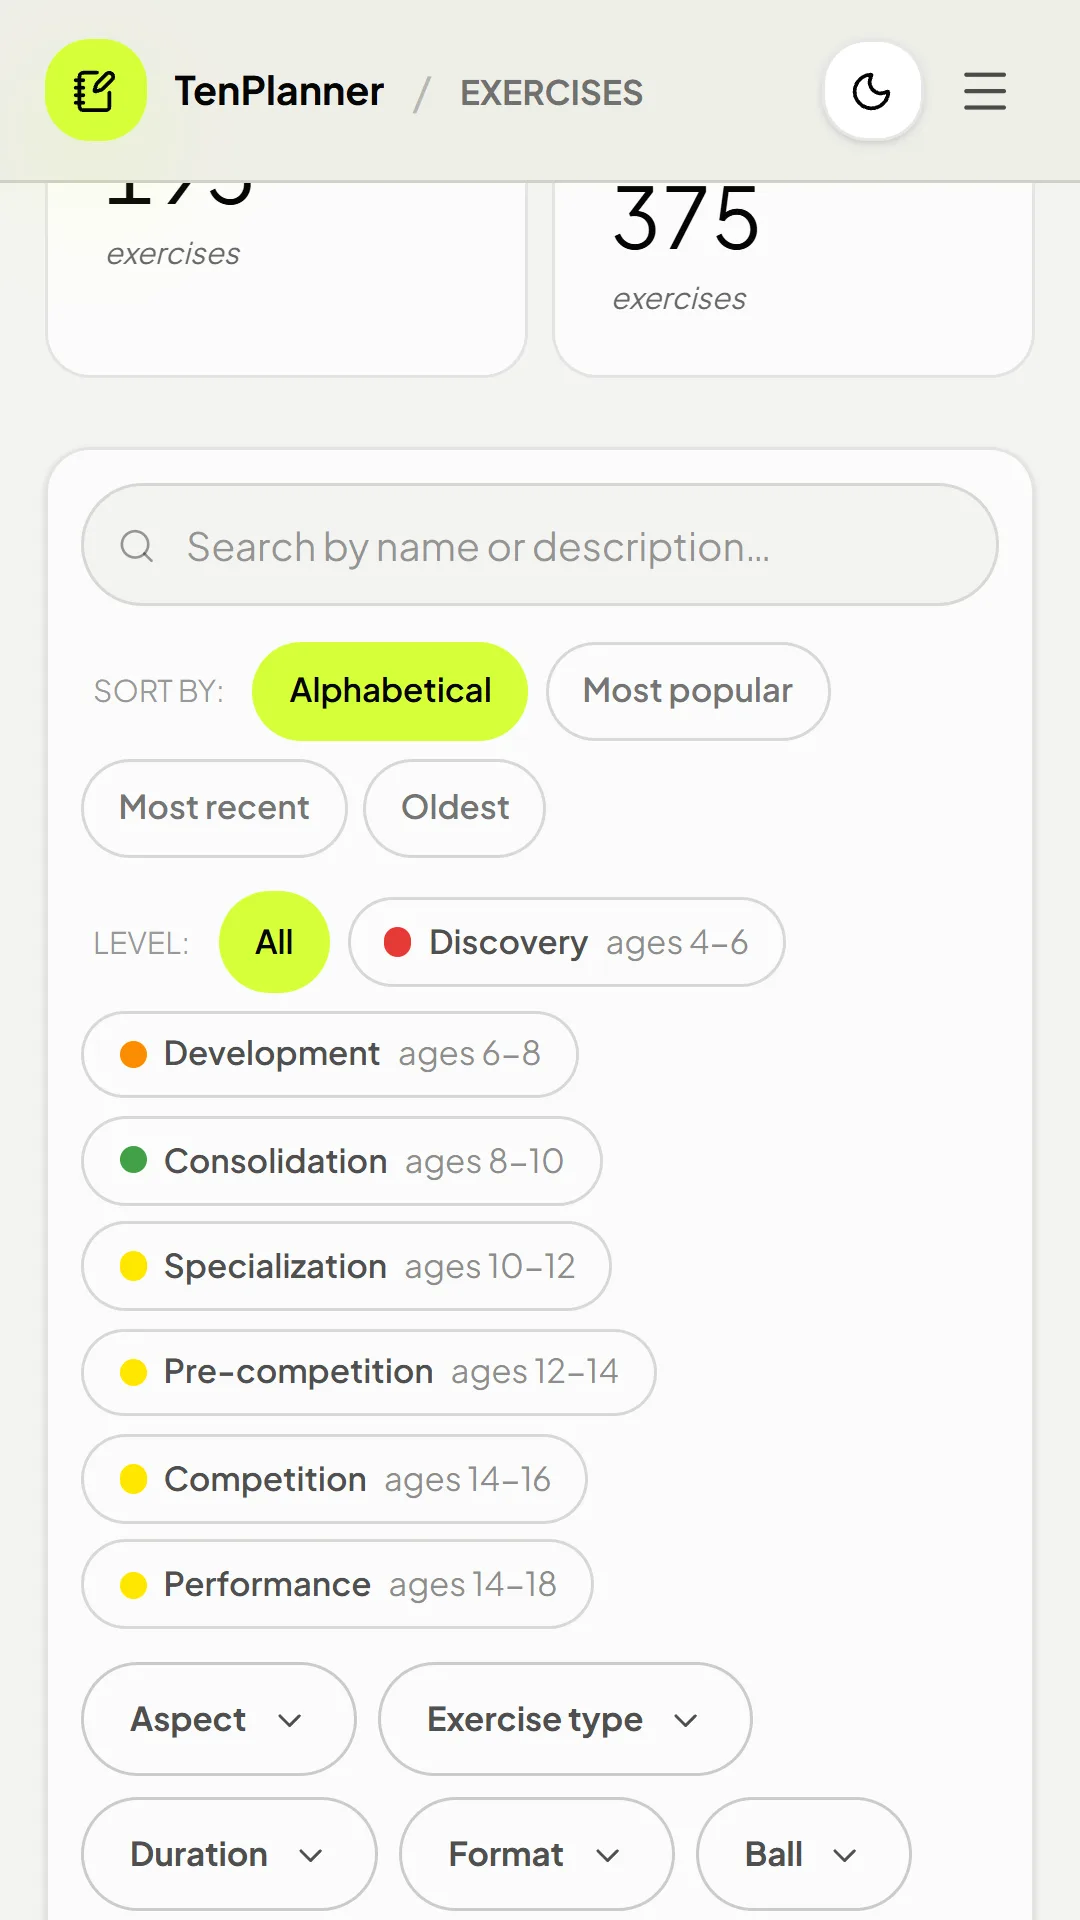 TenPlanner / EXERCISES
375
exercises
exercises
Search by name or description...
SORT BY: Alphabetical Most popular
Most recent Oldest
LEVEL: All Discovery ages 4–6
Development ages 6–8
Consolidation ages 8–10
Specialization ages 10–12
Pre-competition ages 12–14
Competition ages 14–16
Performance ages 14–18
Aspect Exercise type
Duration Format Ball